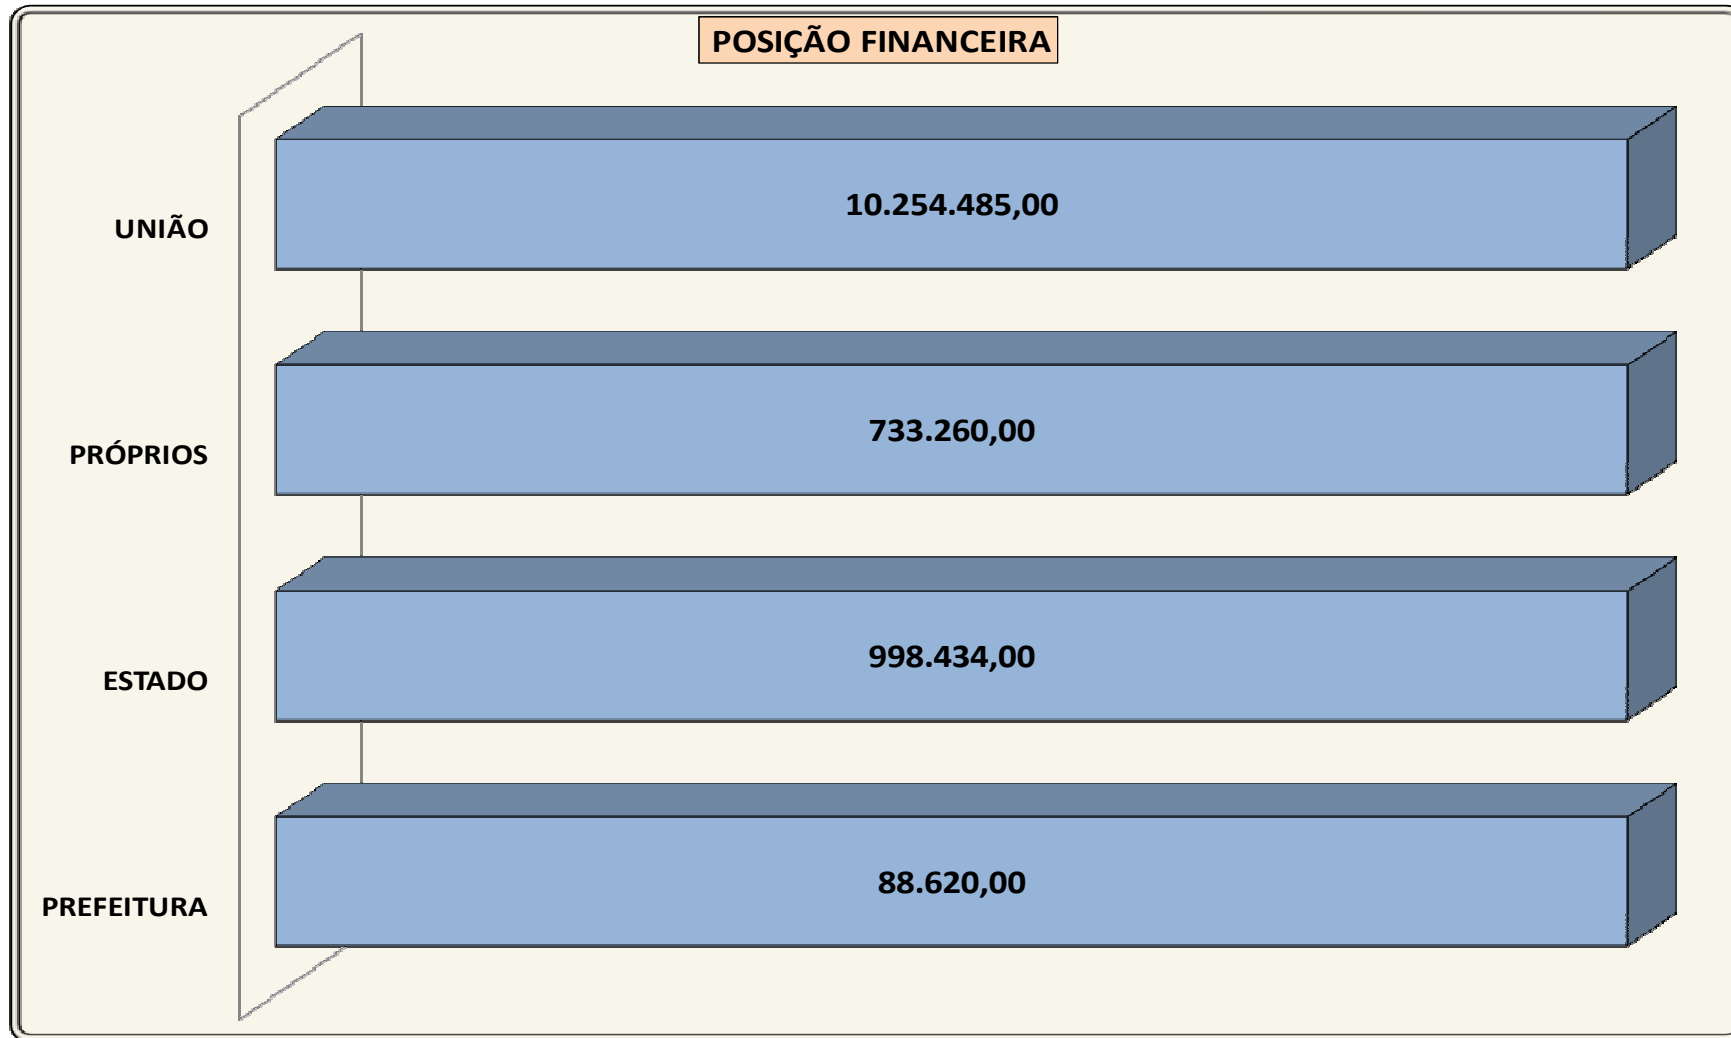 POSIÇÃO FINANCEIRA
UNIÃO
10.254.485,00
PRÓPRIOS
733.260,00
ESTADO
998.434,00
PREFEITURA
88.620,00